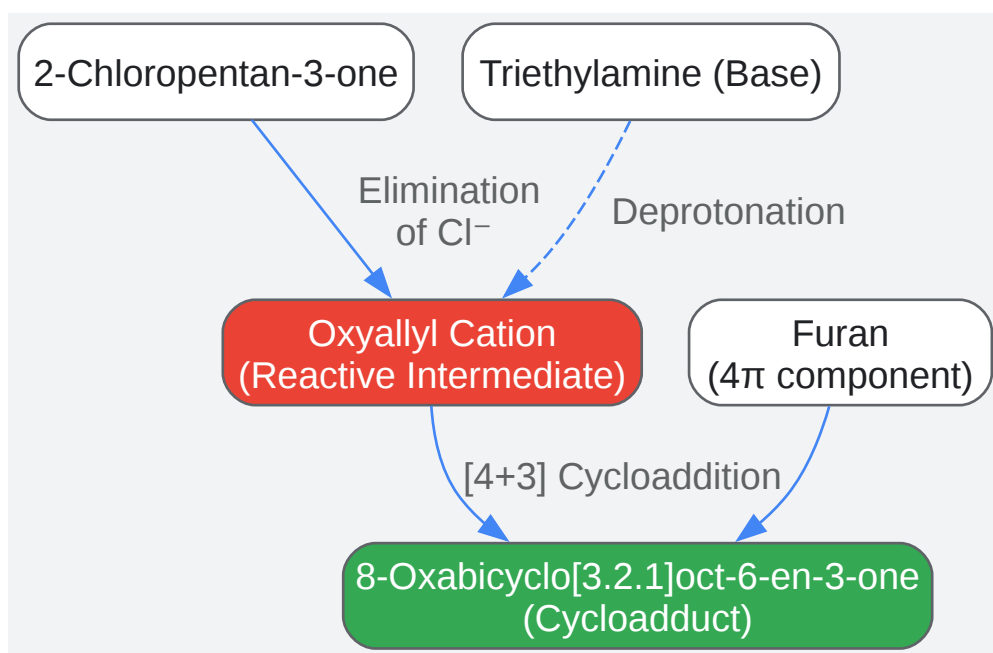 2-Chloropentan-3-one
Triethylamine (Base)
Elimination
of Cl⁻
Deprotonation
Oxyallyl Cation
(Reactive Intermediate)
Furan
(4π component)
[4+3] Cycloaddition
8-Oxabicyclo[3.2.1]oct-6-en-3-one
(Cycloadduct)